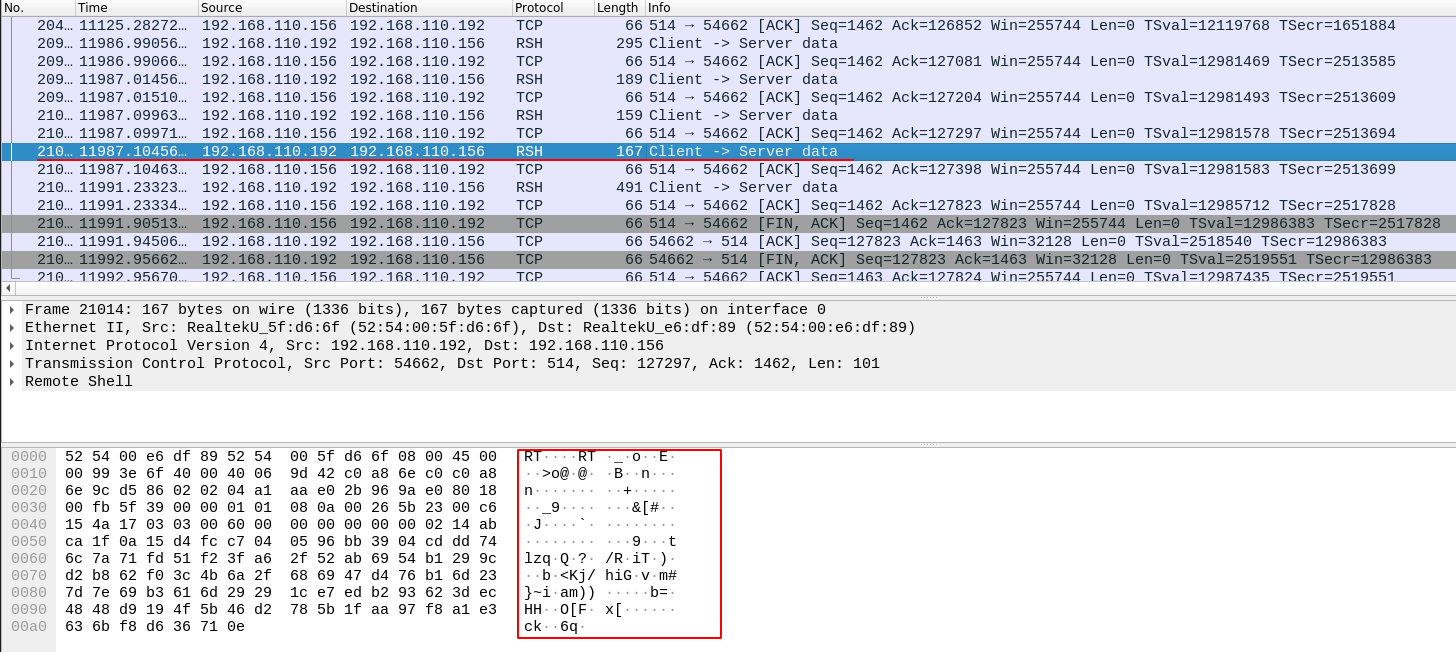 No. Time Source Destination Protocol Length Info
204… 11125.28272… 192.168.110.156 192.168.110.192 TCP 66 514 → 54662 [ACK] Seq=1462 Ack=126852 Win=255744 Len=0 TSval=12119768 TSecr=1651884
209… 11986.99056… 192.168.110.192 192.168.110.156 RSH 295 Client -> Server data
209… 11986.99066… 192.168.110.156 192.168.110.192 TCP 66 514 → 54662 [ACK] Seq=1462 Ack=127081 Win=255744 Len=0 TSval=12981469 TSecr=2513585
209… 11987.01456… 192.168.110.192 192.168.110.156 RSH 189 Client -> Server data
209… 11987.01510… 192.168.110.156 192.168.110.192 TCP 66 514 → 54662 [ACK] Seq=1462 Ack=127204 Win=255744 Len=0 TSval=12981493 TSecr=2513609
210… 11987.09963… 192.168.110.192 192.168.110.156 RSH 159 Client -> Server data
210… 11987.09971… 192.168.110.156 192.168.110.192 TCP 66 514 → 54662 [ACK] Seq=1462 Ack=127297 Win=255744 Len=0 TSval=12981578 TSecr=2513694
210… 11987.10456… 192.168.110.192 192.168.110.156 RSH 167 Client -> Server data
210… 11987.10463… 192.168.110.156 192.168.110.192 TCP 66 514 → 54662 [ACK] Seq=1462 Ack=127398 Win=255744 Len=0 TSval=12981583 TSecr=2513699
210… 11991.23323… 192.168.110.192 192.168.110.156 RSH 491 Client -> Server data
210… 11991.23334… 192.168.110.156 192.168.110.192 TCP 66 514 → 54662 [ACK] Seq=1462 Ack=127823 Win=255744 Len=0 TSval=12985712 TSecr=2517828
210… 11991.90513… 192.168.110.156 192.168.110.192 TCP 66 514 → 54662 [FIN, ACK] Seq=1462 Ack=127823 Win=255744 Len=0 TSval=12986383 TSecr=2517828
210… 11991.94506… 192.168.110.192 192.168.110.156 TCP 66 54662 → 514 [ACK] Seq=127823 Ack=1463 Win=32128 Len=0 TSval=2518540 TSecr=12986383
210… 11992.95662… 192.168.110.192 192.168.110.156 TCP 66 54662 → 514 [FIN, ACK] Seq=127823 Ack=1463 Win=32128 Len=0 TSval=2519551 TSecr=12986383
210… 11992.95670… 192.168.110.156 192.168.110.192 TCP 66 514 → 54662 [ACK] Seq=1463 Ack=127824 Win=255744 Len=0 TSval=12987435 TSecr=2519551
Frame 21014: 167 bytes on wire (1336 bits), 167 bytes captured (1336 bits) on interface 0
Ethernet II, Src: RealtekU_5f:d6:6f (52:54:00:5f:d6:6f), Dst: RealtekU_e6:df:89 (52:54:00:e6:df:89)
Internet Protocol Version 4, Src: 192.168.110.192, Dst: 192.168.110.156
Transmission Control Protocol, Src Port: 54662, Dst Port: 514, Seq: 127297, Ack: 1462, Len: 101
Remote Shell
0000 52 54 00 e6 df 89 52 54 00 5f d6 6f 08 00 45 00 RT····RT ·_·o··E·
0010 00 99 3e 6f 40 00 40 06 9d 42 c0 a8 6e c0 c0 a8 ··>o@·@· ·B··n···
0020 6e 9c d5 86 02 02 04 a1 aa e0 2b 96 9a e0 80 18 n······· ··+·····
0030 00 fb 5f 39 00 00 01 01 08 0a 00 26 5b 23 00 c6 ··_9···· ···&[#··
0040 15 4a 17 03 03 00 60 00 00 00 00 00 00 02 14 ab ·J····`· ········
0050 ca 1f 0a 15 d4 fc c7 04 05 96 bb 39 04 cd dd 74 ········ ···9···t
0060 6c 7a 71 fd 51 f2 3f a6 2f 52 ab 69 54 b1 29 9c lzq·Q·?· /R·iT·)·
0070 d2 b8 62 f0 3c 4b 6a 2f 68 69 47 d4 76 b1 6d 23 ··b·<Kj/ hiG·v·m#
0080 7d 7e 69 b3 61 6d 29 29 1c e7 ed b2 93 62 3d ec }~i·am)) ·····b=·
0090 48 48 d9 19 4f 5b 46 d2 78 5b 1f aa 97 f8 a1 e3 HH··O[F· x[······
00a0 63 6b f8 d6 36 71 0e ck··6q·